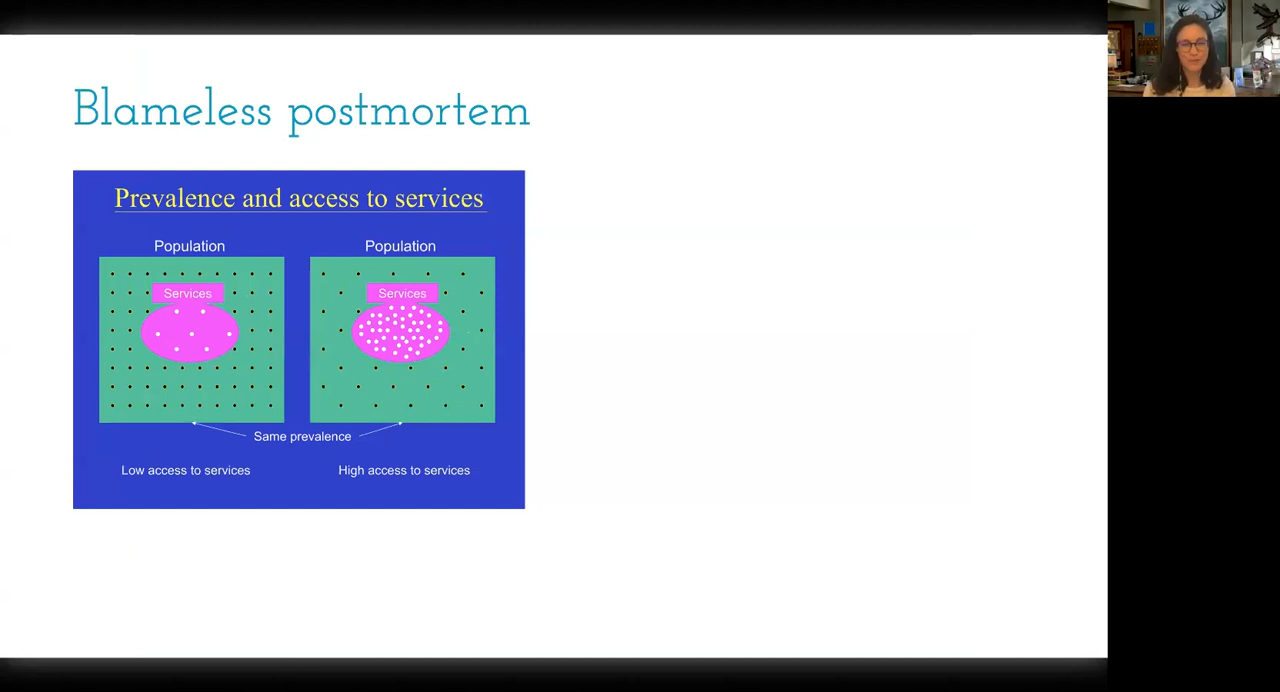 Blameless postmortem
Prevalence and access to services
Population
Population
Services
Services
Same prevalence
Low access to services
High access to services